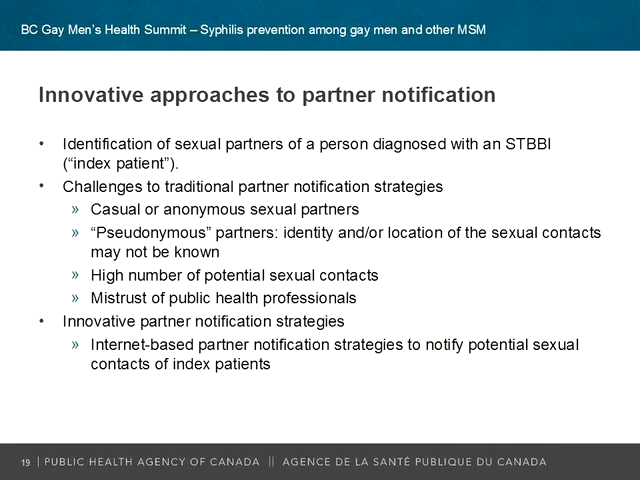 BC Gay Men’s Health Summit – Syphilis prevention among gay men and other MSM
Innovative approaches to partner notification
• Identification of sexual partners of a person diagnosed with an STBBI
(“index patient”).
• Challenges to traditional partner notification strategies
» Casual or anonymous sexual partners
» “Pseudonymous” partners: identity and/or location of the sexual contacts
may not be known
» High number of potential sexual contacts
» Mistrust of public health professionals
• Innovative partner notification strategies
» Internet-based partner notification strategies to notify potential sexual
contacts of index patients
19 | PUBLIC HEALTH AGENCY OF CANADA || AGENCE DE LA SANTÉ PUBLIQUE DU CANADA